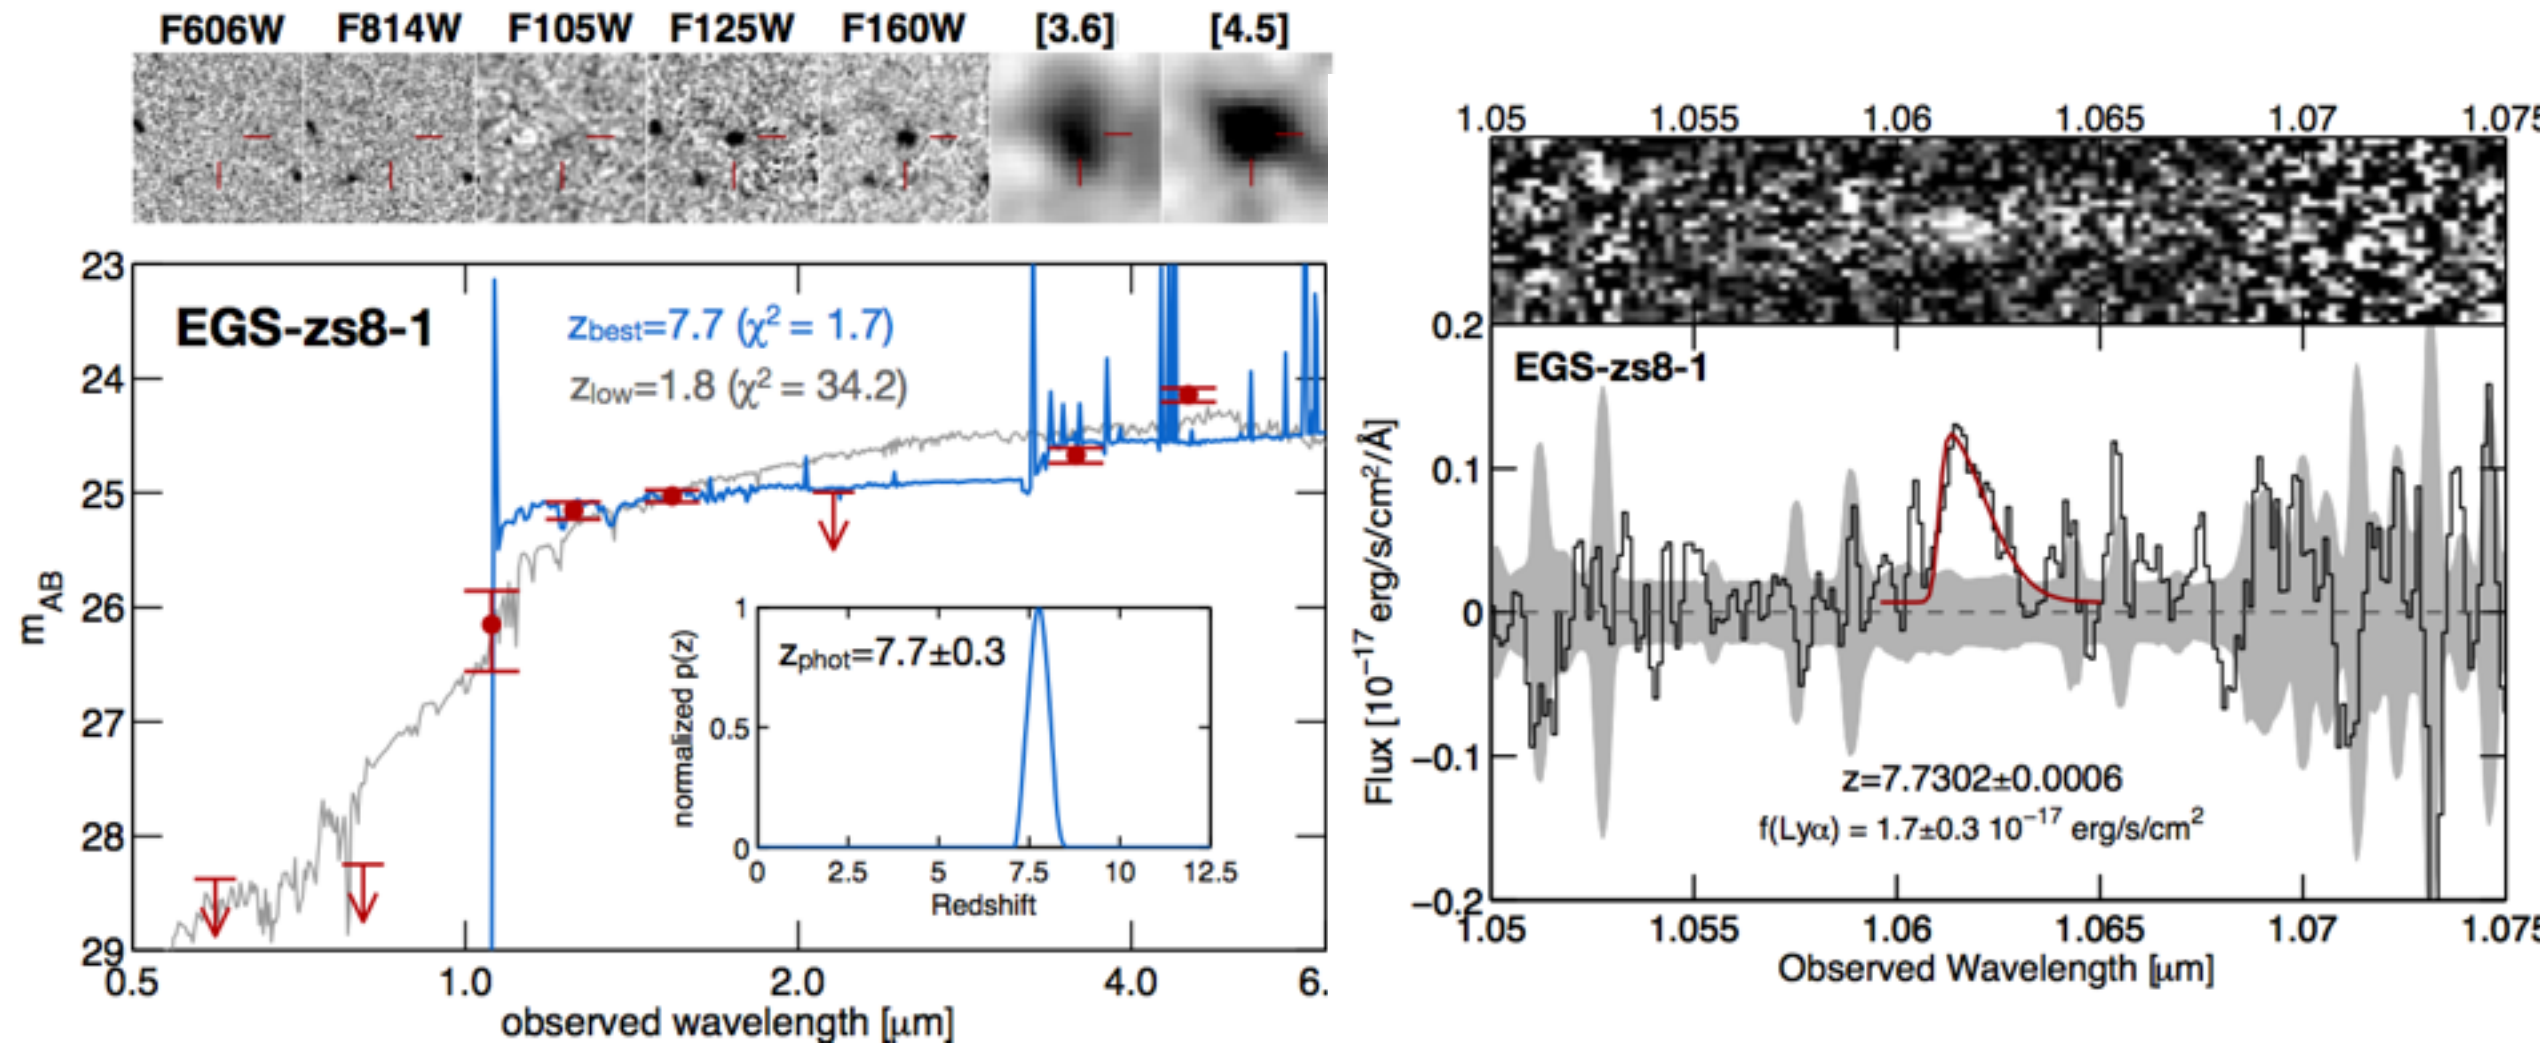 F606W F814W F105W F125W F160W [3.6] [4.5]
EGS-zs8-1
zbest=7.7 (χ² = 1.7)
zlow=1.8 (χ² = 34.2)
23
24
25
26
27
28
29
mAB
0.5 1.0 2.0 4.0 6.
observed wavelength [μm]
zphot=7.7±0.3
normalized p(z)
1
0.5
0
0 2.5 5 7.5 10 12.5
Redshift
1.05 1.055 1.06 1.065 1.07 1.075
EGS-zs8-1
0.2
0.1
0
−0.1
−0.2
Flux [10⁻¹⁷ erg/s/cm²/Å]
z=7.7302±0.0006
f(Lyα) = 1.7±0.3 10⁻¹⁷ erg/s/cm²
1.05 1.055 1.06 1.065 1.07 1.075
Observed Wavelength [μm]